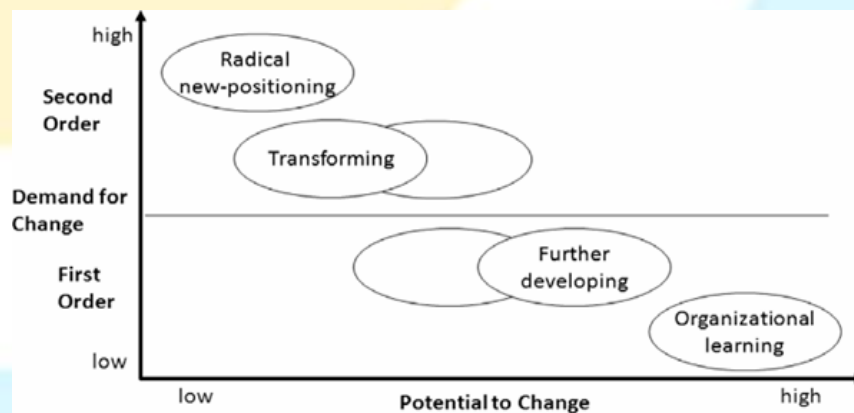 high
Radical
new-positioning
Second
Order
Transforming
Demand for
Change
Further
developing
First
Order
Organizational
learning
low
low
Potential to Change
high